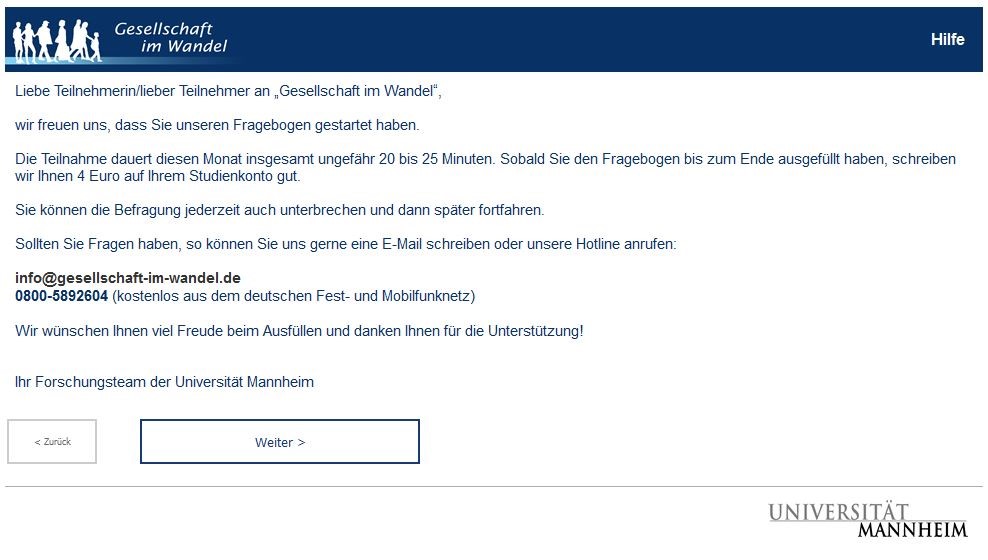 Gesellschaft
im Wandel
Hilfe
Liebe Teilnehmerin/lieber Teilnehmer an „Gesellschaft im Wandel“,
wir freuen uns, dass Sie unseren Fragebogen gestartet haben.
Die Teilnahme dauert diesen Monat insgesamt ungefähr 20 bis 25 Minuten. Sobald Sie den Fragebogen bis zum Ende ausgefüllt haben, schreiben
wir Ihnen 4 Euro auf Ihrem Studienkonto gut.
Sie können die Befragung jederzeit auch unterbrechen und dann später fortfahren.
Sollten Sie Fragen haben, so können Sie uns gerne eine E-Mail schreiben oder unsere Hotline anrufen:
info@gesellschaft-im-wandel.de
0800-5892604 (kostenlos aus dem deutschen Fest- und Mobilfunknetz)
Wir wünschen Ihnen viel Freude beim Ausfüllen und danken Ihnen für die Unterstützung!
Ihr Forschungsteam der Universität Mannheim
< Zurück
Weiter >
UNIVERSITÄT
MANNHEIM